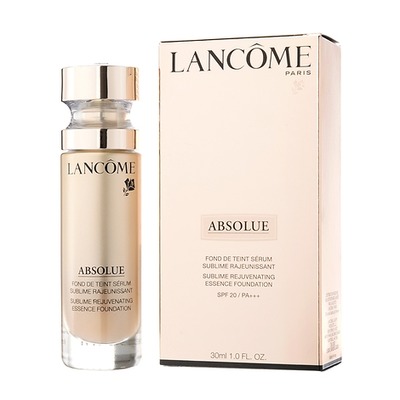 LANCÔME
ABSOLUE
FOND DE TEINT SÉRUM
SUBLIME RAJEUNISSANT
SUBLIME REJUVENATING
ESSENCE FOUNDATION
LANCÔME
PARIS
ABSOLUE
FOND DE TEINT SÉRUM
SUBLIME RAJEUNISSANT
SUBLIME REJUVENATING
ESSENCE FOUNDATION
SPF 20 / PA+++
30ml 1.0 FL. OZ.